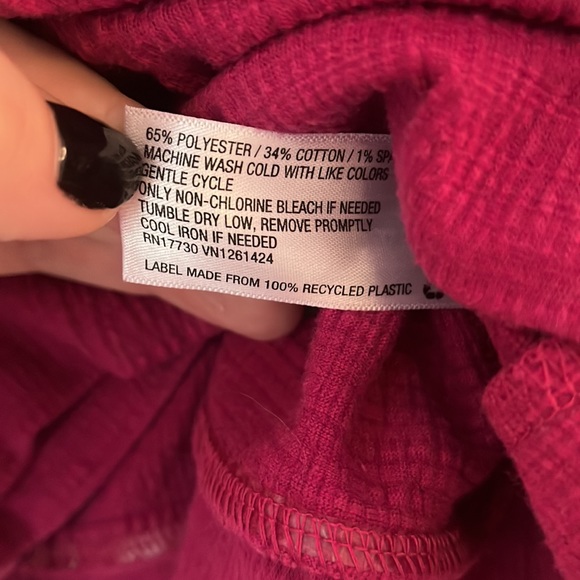 65% POLYESTER / 34% COTTON / 1%
MACHINE WASH COLD WITH LIKE COLORS
GENTLE CYCLE
ONLY NON-CHLORINE BLEACH IF NEEDED
TUMBLE DRY LOW, REMOVE PROMPTLY
COOL IRON IF NEEDED
RN17730 VN1261424
LABEL MADE FROM 100% RECYCLED PLASTIC